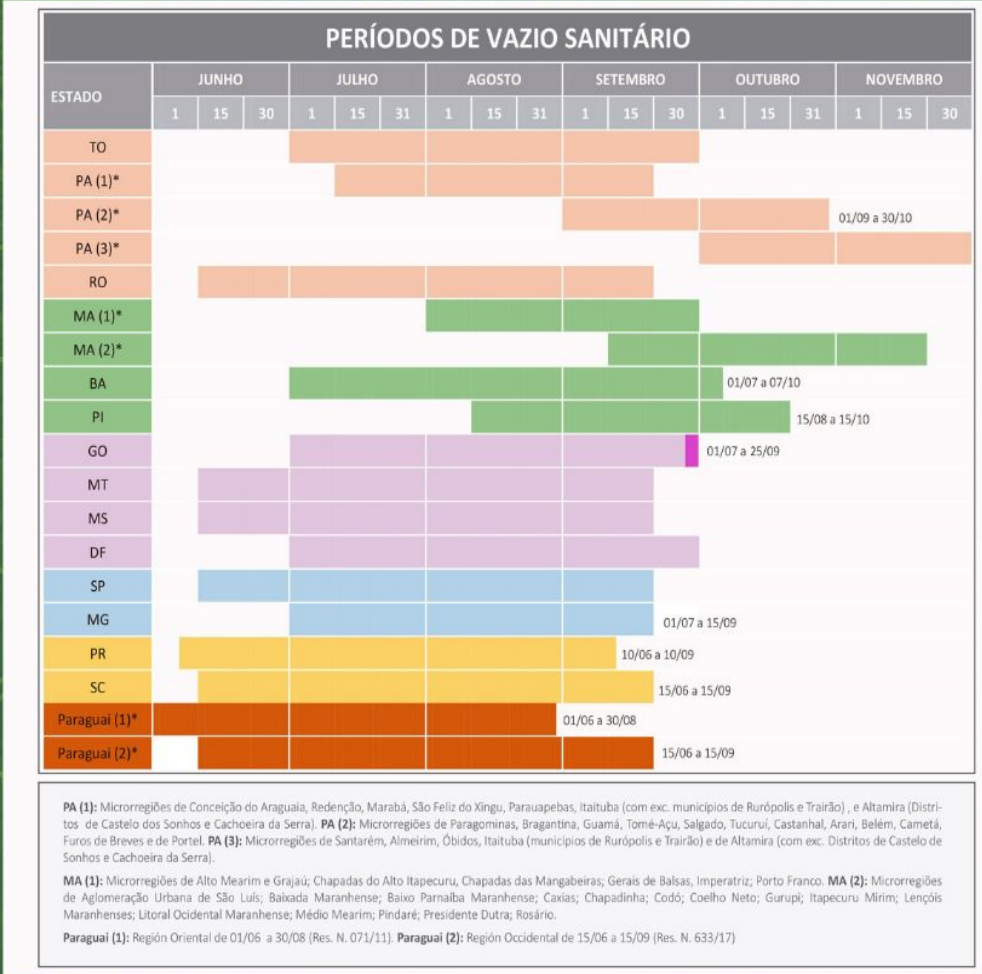 PERÍODOS DE VAZIO SANITÁRIO
ESTADO JUNHO JULHO AGOSTO SETEMBRO OUTUBRO NOVEMBRO
1 15 30 1 15 31 1 15 31 1 15 30 1 15 31 1 15 30
TO
PA (1)*
PA (2)* 01/09 a 30/10
PA (3)*
RO
MA (1)*
MA (2)*
BA 01/07 a 07/10
PI 15/08 a 15/10
GO 01/07 a 25/09
MT
MS
DF
SP
MG 01/07 a 15/09
PR 10/06 a 10/09
SC 15/06 a 15/09
Paraguai (1)* 01/06 a 30/08
Paraguai (2)* 15/06 a 15/09
PA (1): Microrregiões de Conceição do Araguaia, Redenção, Marabá, São Feliz do Xingu, Parauapebas, Itaituba (com exc. municípios de Rurópolis e Trairão) , e Altamira (Distri-
tos de Castelo dos Sonhos e Cachoeira da Serra). PA (2): Microrregiões de Paragominas, Bragantina, Guamá, Tomé-Açu, Salgado, Tucuruí, Castanhal, Arari, Belém, Cametá,
Furos de Breves e de Portel. PA (3): Microrregiões de Santarém, Almeirim, Óbidos, Itaituba (municípios de Rurópolis e Trairão) e de Altamira (com exc. Distritos de Castelo de
Sonhos e Cachoeira da Serra).
MA (1): Microrregiões de Alto Mearim e Grajaú; Chapadas do Alto Itapecuru, Chapadas das Mangabeiras; Gerais de Balsas, Imperatriz; Porto Franco. MA (2): Microrregiões
de Aglomeração Urbana de São Luís; Baixada Maranhense; Baixo Parnaíba Maranhense; Caxias; Chapadinha; Codó; Coelho Neto; Gurupi; Itapecuru Mirim; Lençóis
Maranhenses; Litoral Ocidental Maranhense; Médio Mearim; Pindaré; Presidente Dutra; Rosário.
Paraguai (1): Región Oriental de 01/06 a 30/08 (Res. N. 071/11). Paraguai (2): Región Occidental de 15/06 a 15/09 (Res. N. 633/17)